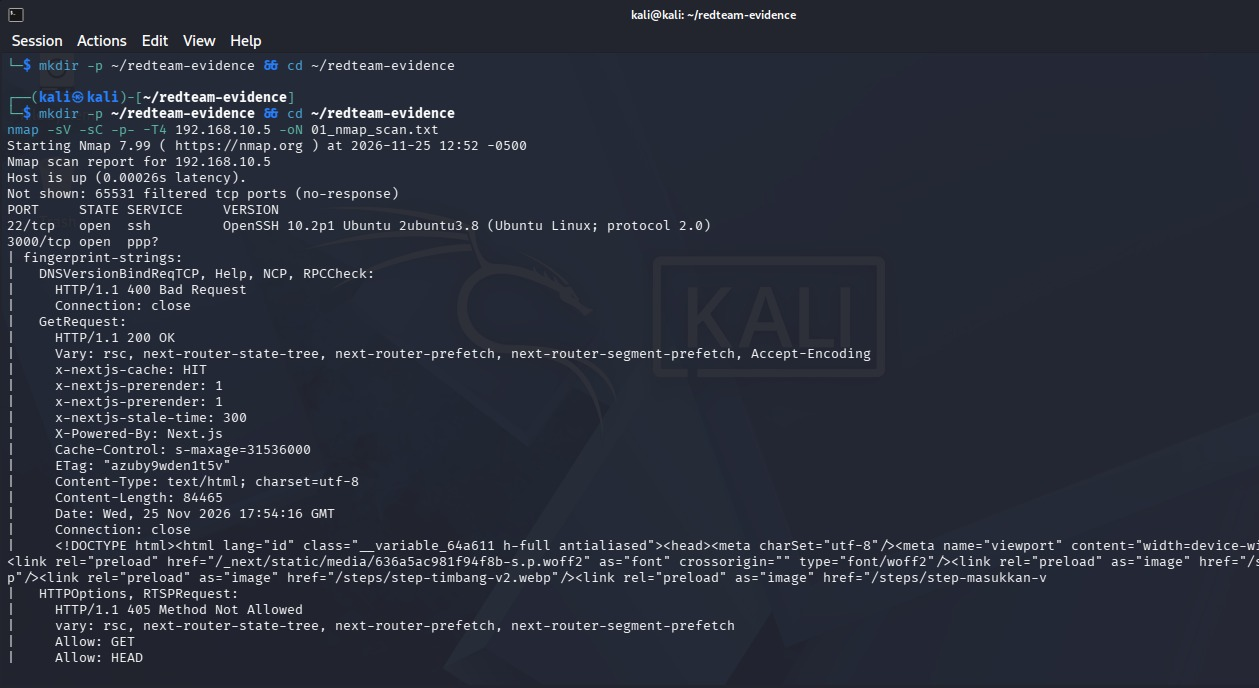 kali@kali: ~/redteam-evidence
Session Actions Edit View Help
└─$ mkdir -p ~/redteam-evidence && cd ~/redteam-evidence
┌──(kali㉿kali)-[~/redteam-evidence]
└─$ mkdir -p ~/redteam-evidence && cd ~/redteam-evidence
nmap -sV -sC -p- -T4 192.168.10.5 -oN 01_nmap_scan.txt
Starting Nmap 7.99 ( https://nmap.org ) at 2026-11-25 12:52 -0500
Nmap scan report for 192.168.10.5
Host is up (0.00026s latency).
Not shown: 65531 filtered tcp ports (no-response)
PORT     STATE SERVICE     VERSION
22/tcp   open  ssh         OpenSSH 10.2p1 Ubuntu 2ubuntu3.8 (Ubuntu Linux; protocol 2.0)
3000/tcp open  ppp?
| fingerprint-strings:
|   DNSVersionBindReqTCP, Help, NCP, RPCCheck:
|     HTTP/1.1 400 Bad Request
|     Connection: close
|   GetRequest:
|     HTTP/1.1 200 OK
|     Vary: rsc, next-router-state-tree, next-router-prefetch, next-router-segment-prefetch, Accept-Encoding
|     x-nextjs-cache: HIT
|     x-nextjs-prerender: 1
|     x-nextjs-prerender: 1
|     x-nextjs-stale-time: 300
|     X-Powered-By: Next.js
|     Cache-Control: s-maxage=31536000
|     ETag: "azuby9wden1t5v"
|     Content-Type: text/html; charset=utf-8
|     Content-Length: 84465
|     Date: Wed, 25 Nov 2026 17:54:16 GMT
|     Connection: close
|     <!DOCTYPE html><html lang="id" class="__variable_64a611 h-full antialiased"><head><meta charSet="utf-8"/><meta name="viewport" content="width=device-wi
<link rel="preload" href="/_next/static/media/636a5ac981f94f8b-s.p.woff2" as="font" crossorigin="" type="font/woff2"/><link rel="preload" as="image" href="/s
p"/><link rel="preload" as="image" href="/steps/step-timbang-v2.webp"/><link rel="preload" as="image" href="/steps/step-masukkan-v
|   HTTPOptions, RTSPRequest:
|     HTTP/1.1 405 Method Not Allowed
|     vary: rsc, next-router-state-tree, next-router-prefetch, next-router-segment-prefetch
|     Allow: GET
|     Allow: HEAD
KALI